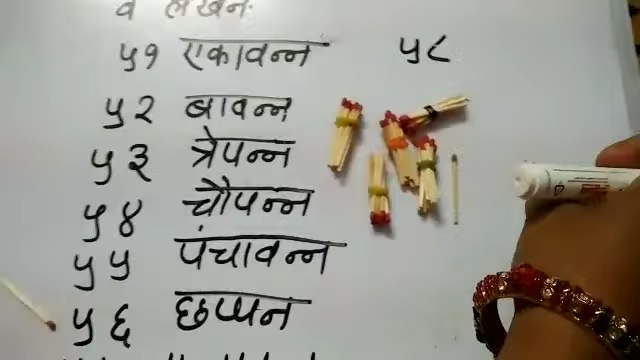 व लेखन
५१ एकावन्न ५८
५२ बावन्न
५३ त्रेपन्न
५४ चौपन्न
५५ पंचावन्न
५६ छप्पन